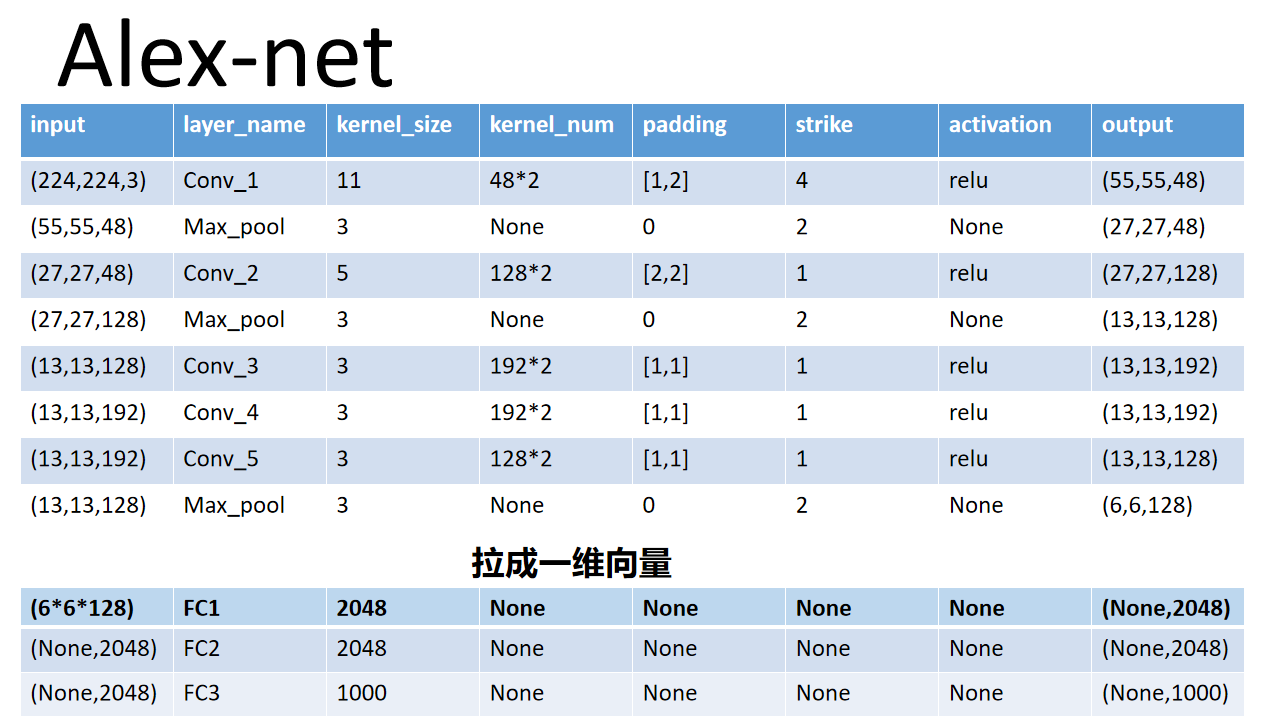 Alex-net
input layer_name kernel_size kernel_num padding strike activation output
(224,224,3) Conv_1 11 48*2 [1,2] 4 relu (55,55,48)
(55,55,48) Max_pool 3 None 0 2 None (27,27,48)
(27,27,48) Conv_2 5 128*2 [2,2] 1 relu (27,27,128)
(27,27,128) Max_pool 3 None 0 2 None (13,13,128)
(13,13,128) Conv_3 3 192*2 [1,1] 1 relu (13,13,192)
(13,13,192) Conv_4 3 192*2 [1,1] 1 relu (13,13,192)
(13,13,192) Conv_5 3 128*2 [1,1] 1 relu (13,13,128)
(13,13,128) Max_pool 3 None 0 2 None (6,6,128)
拉成一维向量
(6*6*128) FC1 2048 None None None None (None,2048)
(None,2048) FC2 2048 None None None None (None,2048)
(None,2048) FC3 1000 None None None None (None,1000)